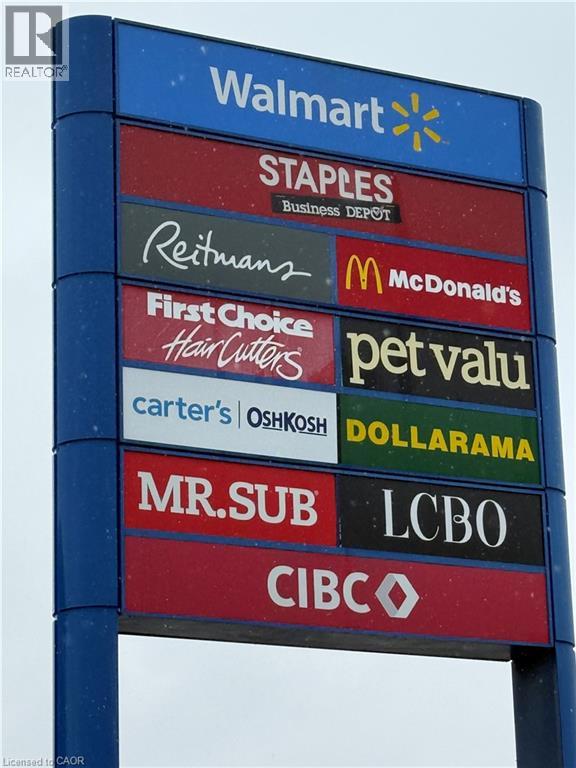 REALTOR®
Walmart
STAPLES
Business DEPOT
Reitmans
McDonald's
First Choice
HairCutters
pet valu
carter's | OSHKOSH
DOLLARAMA
MR.SUB
LCBO
CIBC
Licensed to CAOR